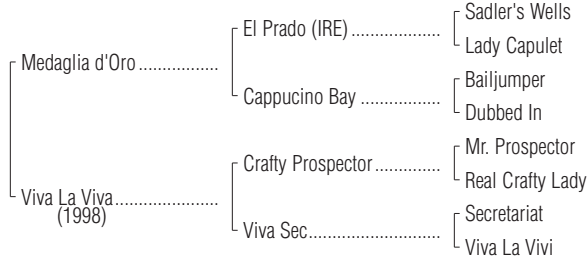 Sadler's Wells
El Prado (IRE) ..................
Lady Capulet
Medaglia d'Oro ................
Bailjumper
Cappucino Bay ................
Dubbed In
Mr. Prospector
Crafty Prospector.............
Real Crafty Lady
Viva La Viva.....................
(1998)
Secretariat
Viva Sec..........................
Viva La Vivi